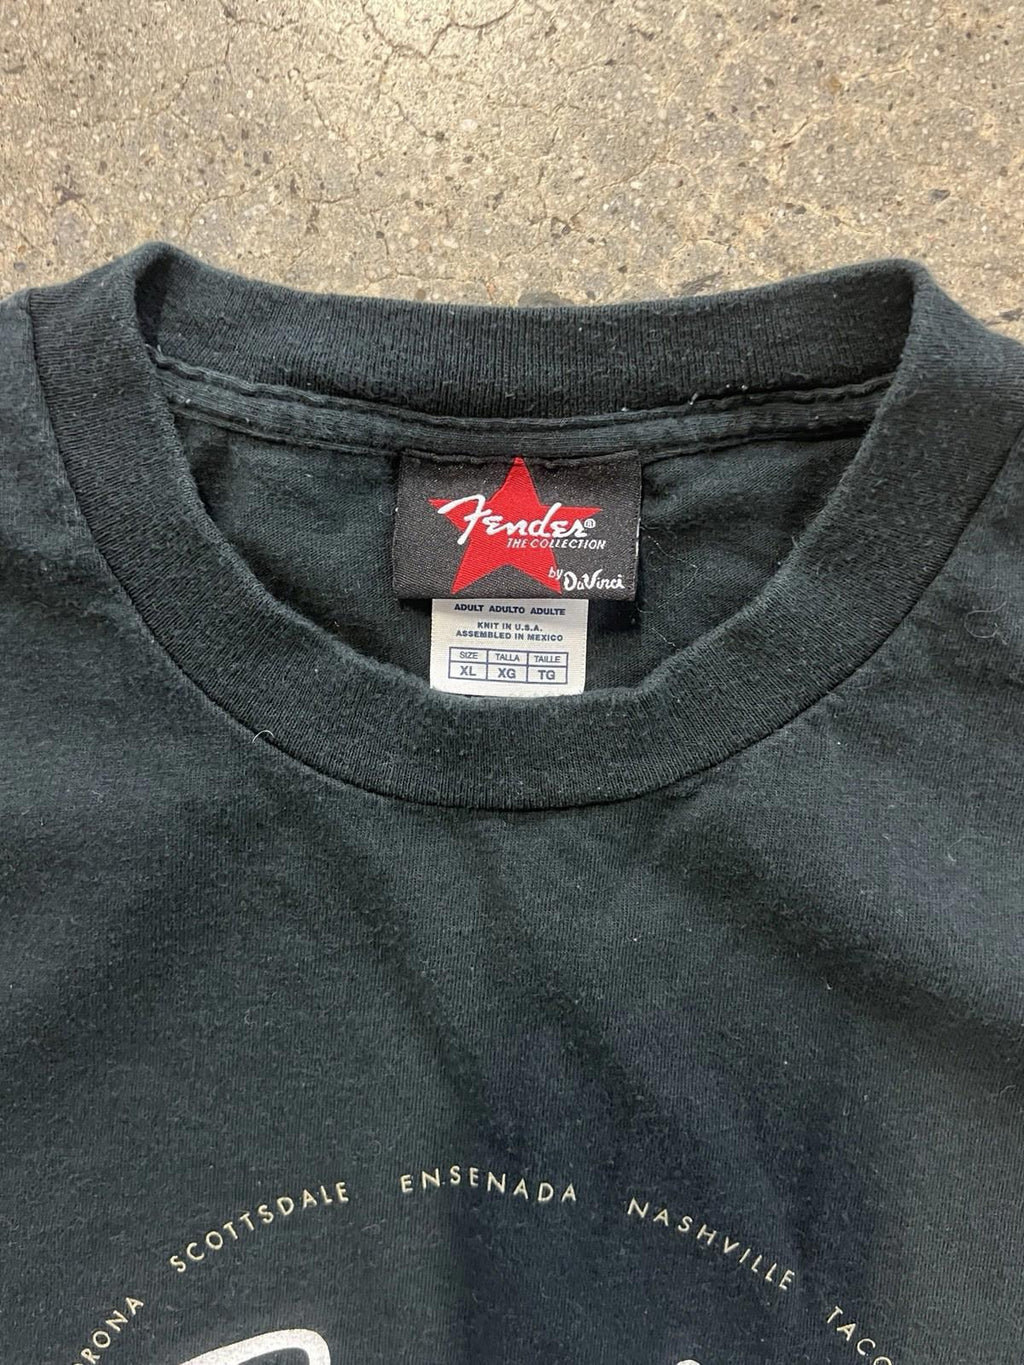 Fender®
THE COLLECTION
by DaVinci
ADULT ADULTO ADULTE
KNIT IN U.S.A.
ASSEMBLED IN MEXICO
SIZE TALLA TAILLE
XL XG TG
ORONA SCOTTSDALE ENSENADA NASHVILLE TACO